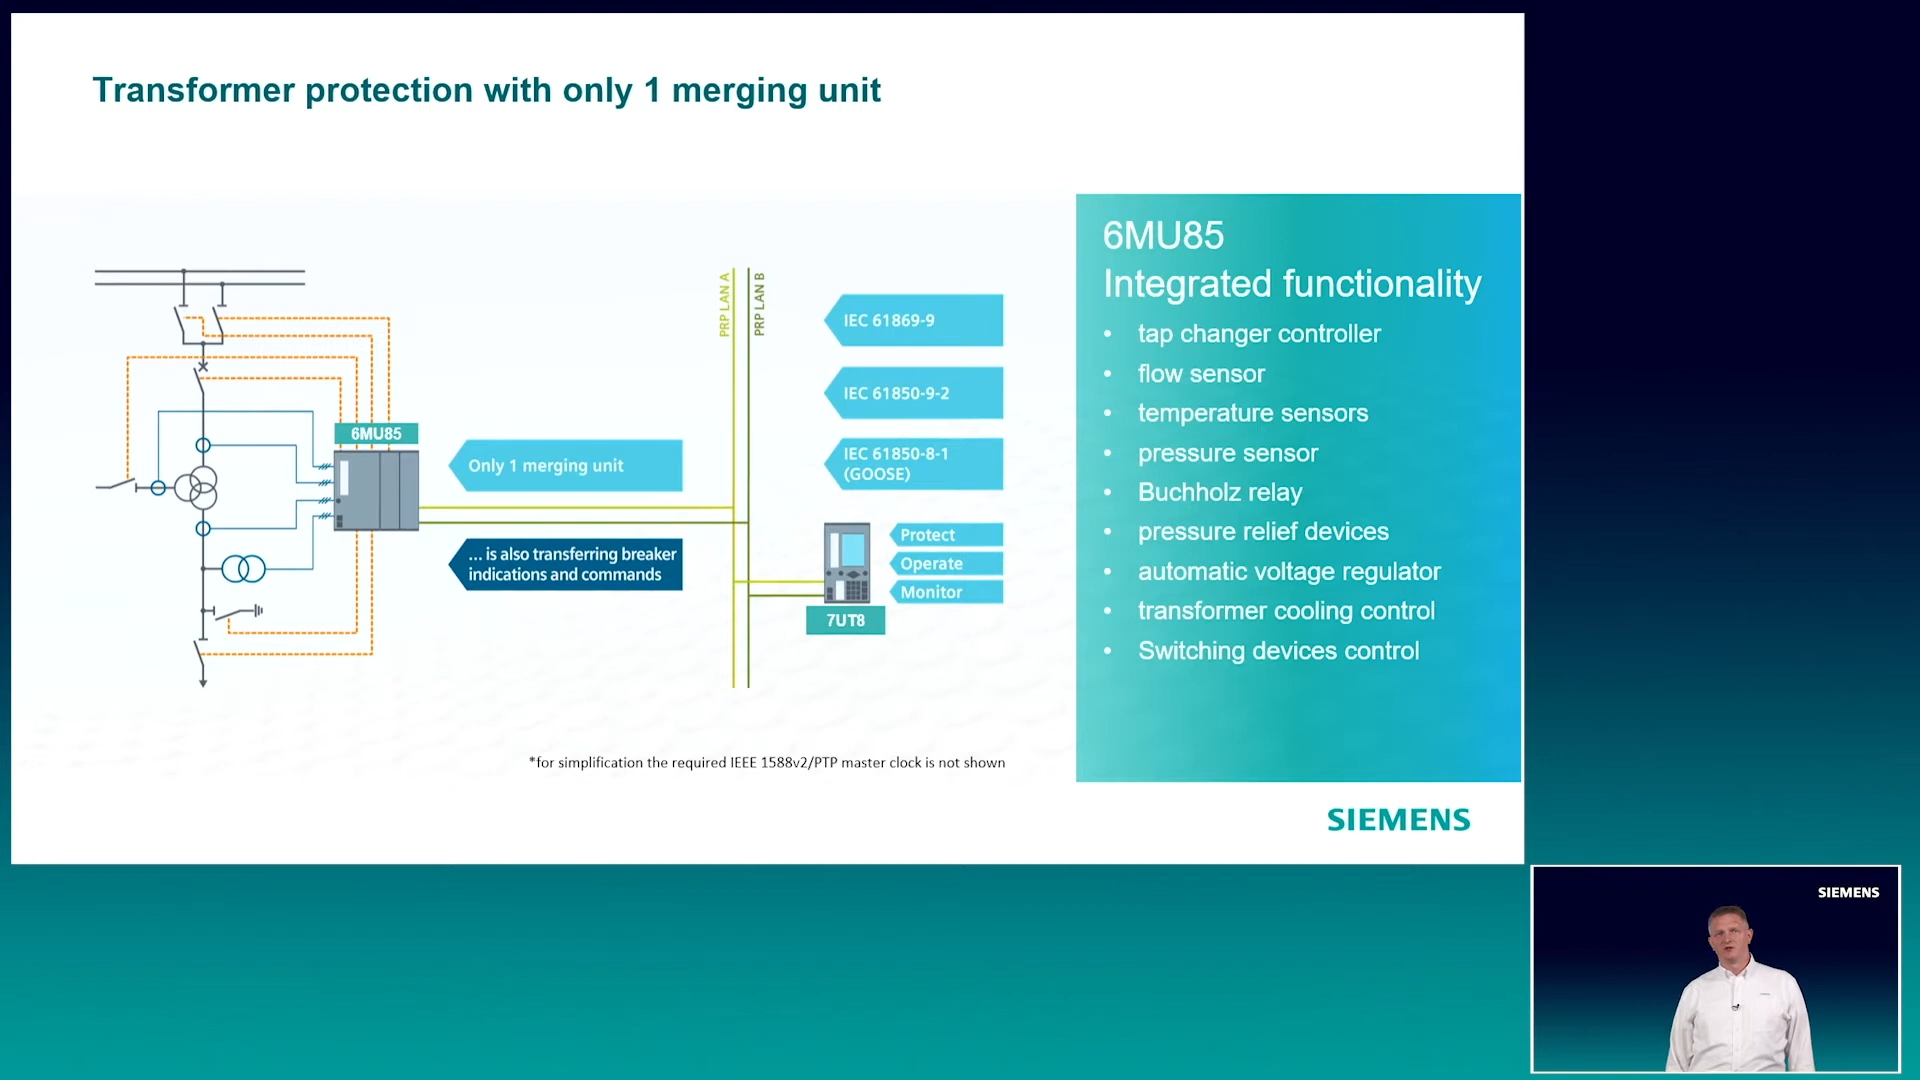 Transformer protection with only 1 merging unit
PRP LAN A
PRP LAN B
6MU85
Only 1 merging unit
... is also transferring breaker
indications and commands
IEC 61869-9
IEC 61850-9-2
IEC 61850-8-1
(GOOSE)
Protect
Operate
Monitor
7UT8
*for simplification the required IEEE 1588v2/PTP master clock is not shown
6MU85
Integrated functionality
• tap changer controller
• flow sensor
• temperature sensors
• pressure sensor
• Buchholz relay
• pressure relief devices
• automatic voltage regulator
• transformer cooling control
• Switching devices control
SIEMENS
SIEMENS